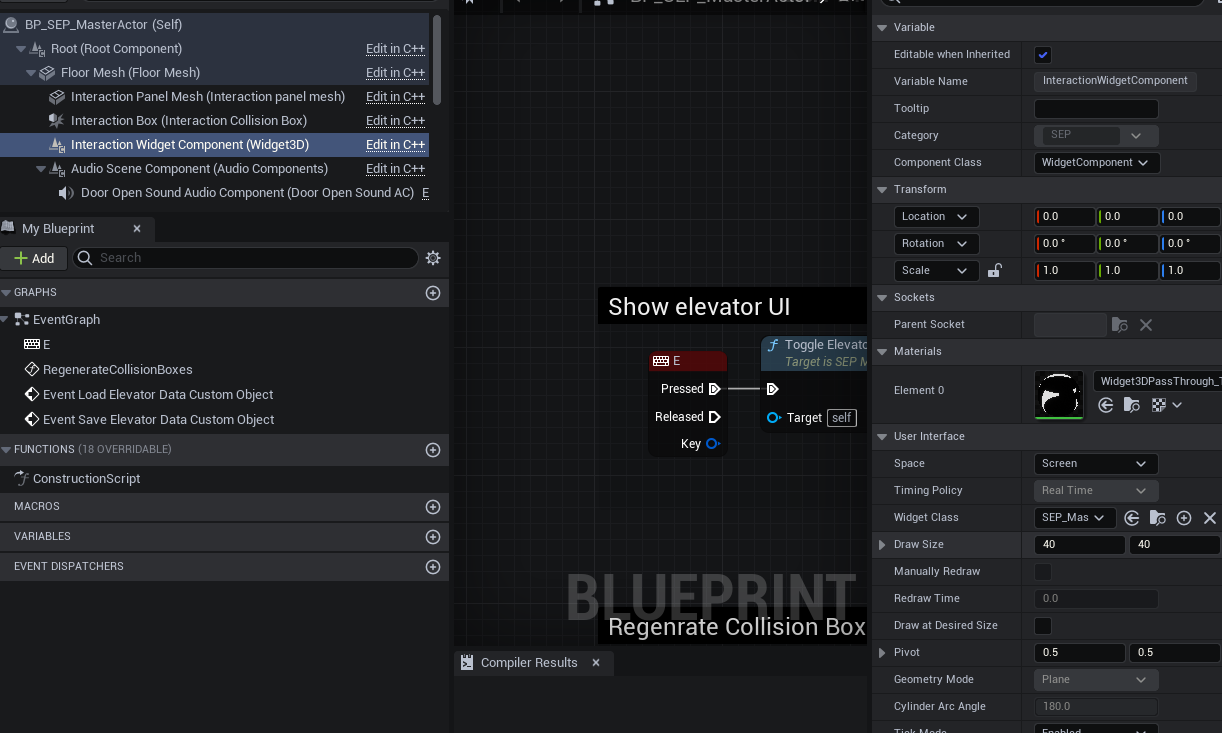 BP_SEP_MasterActor (Self)
Root (Root Component) Edit in C++
Floor Mesh (Floor Mesh) Edit in C++
Interaction Panel Mesh (Interaction panel mesh) Edit in C++
Interaction Box (Interaction Collision Box) Edit in C++
Interaction Widget Component (Widget3D) Edit in C++
Audio Scene Component (Audio Components) Edit in C++
Door Open Sound Audio Component (Door Open Sound AC) E
My Blueprint
Add
Search
GRAPHS
EventGraph
E
RegenerateCollisionBoxes
Event Load Elevator Data Custom Object
Event Save Elevator Data Custom Object
FUNCTIONS (18 OVERRIDABLE)
ConstructionScript
MACROS
VARIABLES
EVENT DISPATCHERS
Show elevator UI
E
Pressed
Released
Key
Toggle Elevato
Target is SEP M
Target self
BLUEPRINT
Regenrate Collision Box
Compiler Results
Variable
Editable when Inherited
Variable Name InteractionWidgetComponent
Tooltip
Category SEP
Component Class WidgetComponent
Transform
Location 0.0 0.0 0.0
Rotation 0.0 ° 0.0 ° 0.0 °
Scale 1.0 1.0 1.0
Sockets
Parent Socket
Materials
Element 0 Widget3DPassThrough_T
User Interface
Space Screen
Timing Policy Real Time
Widget Class SEP_Mas
Draw Size 40 40
Manually Redraw
Redraw Time 0.0
Draw at Desired Size
Pivot 0.5 0.5
Geometry Mode Plane
Cylinder Arc Angle 180.0
Tick Mode Enabled